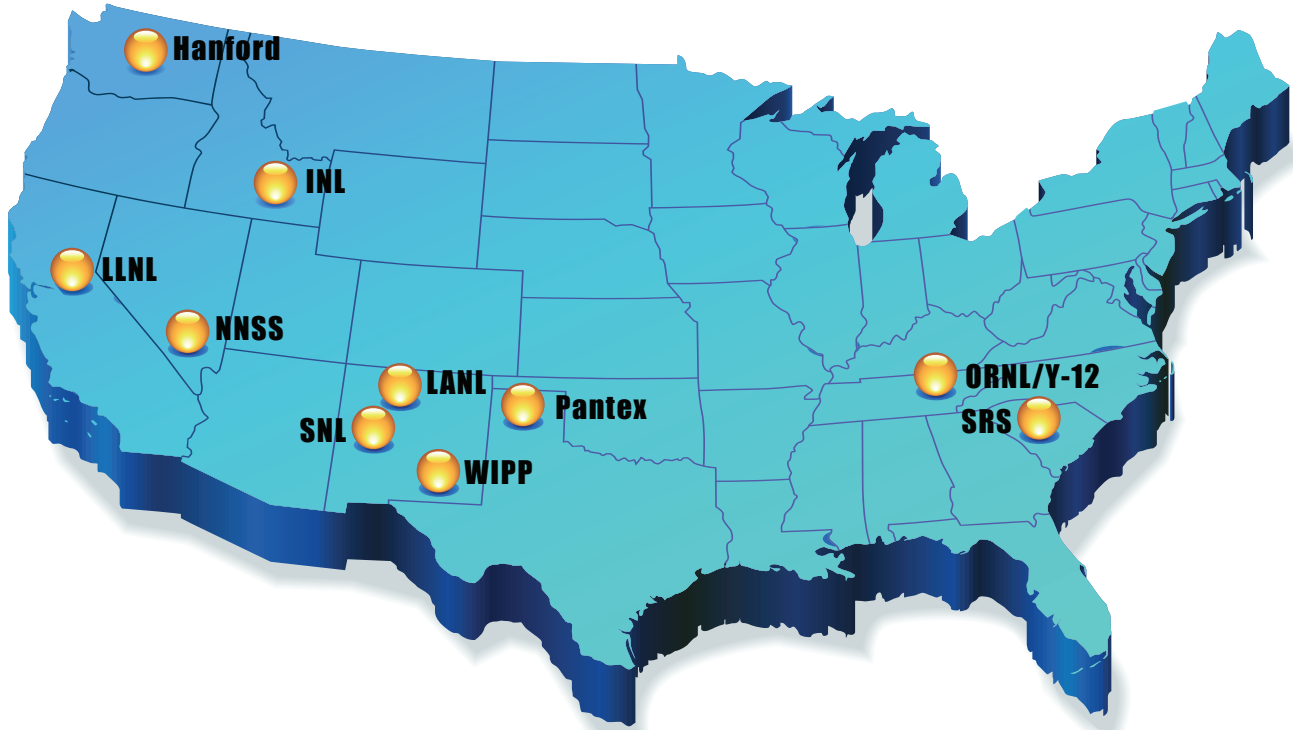 Hanford
INL
LLNL
NNSS
LANL
Pantex
SNL
WIPP
ORNL/Y-12
SRS